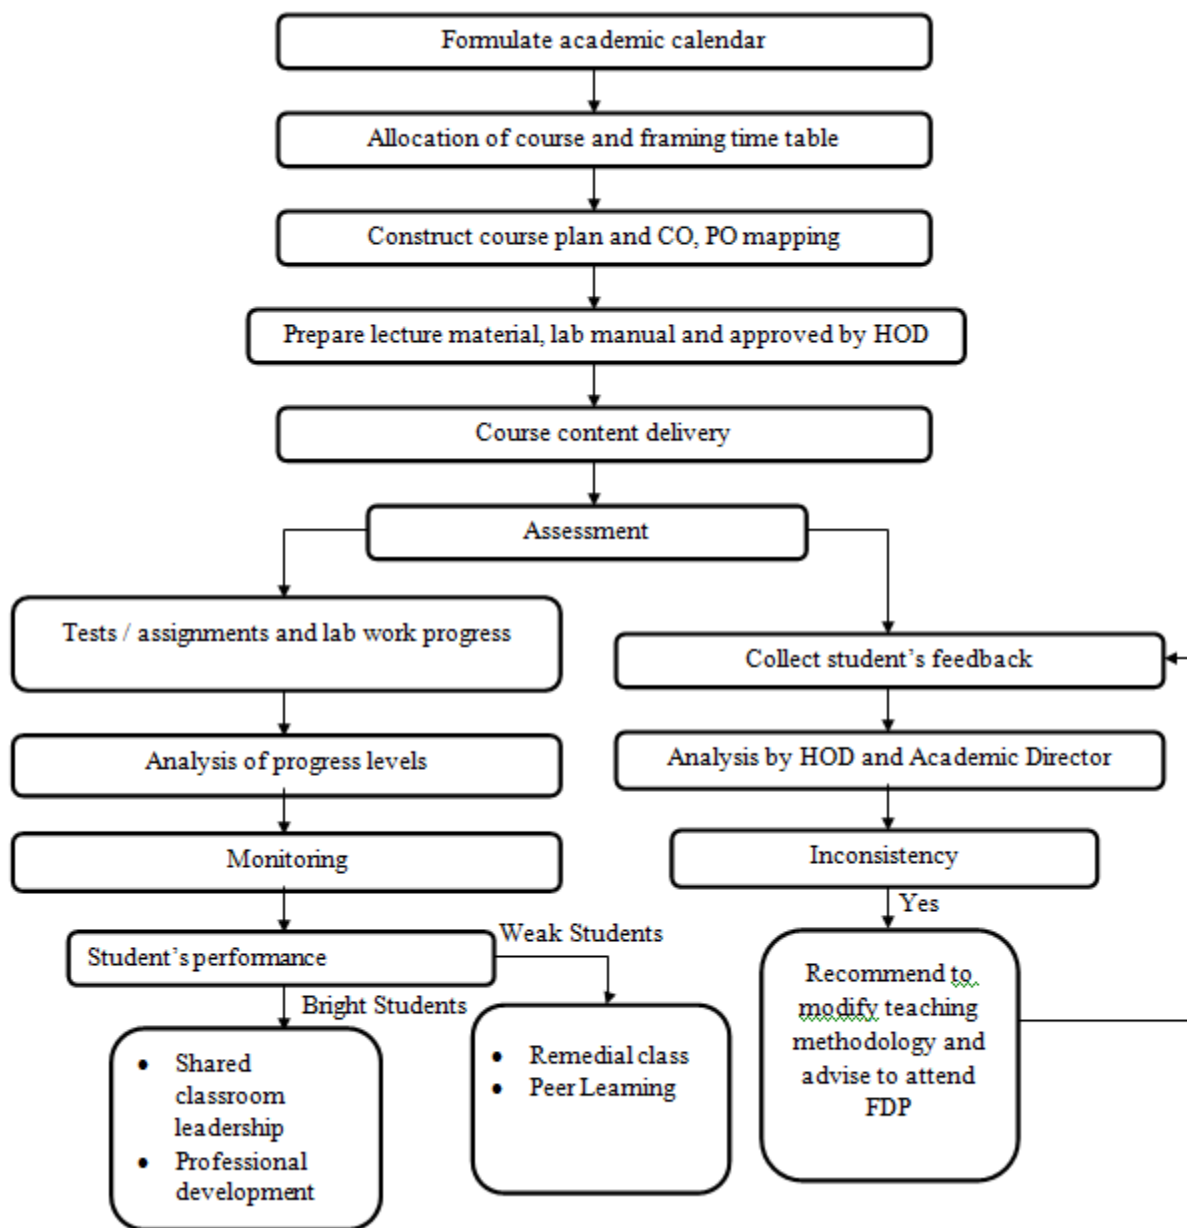 Formulate academic calendar
Allocation of course and framing time table
Construct course plan and CO, PO mapping
Prepare lecture material, lab manual and approved by HOD
Course content delivery
Assessment
Tests / assignments and lab work progress
Collect student’s feedback
Analysis of progress levels
Analysis by HOD and Academic Director
Monitoring
Inconsistency
Yes
Student’s performance
Weak Students
Bright Students
• Shared
classroom
leadership
• Professional
development
• Remedial class
• Peer Learning
Recommend to
modify teaching
methodology and
advise to attend
FDP